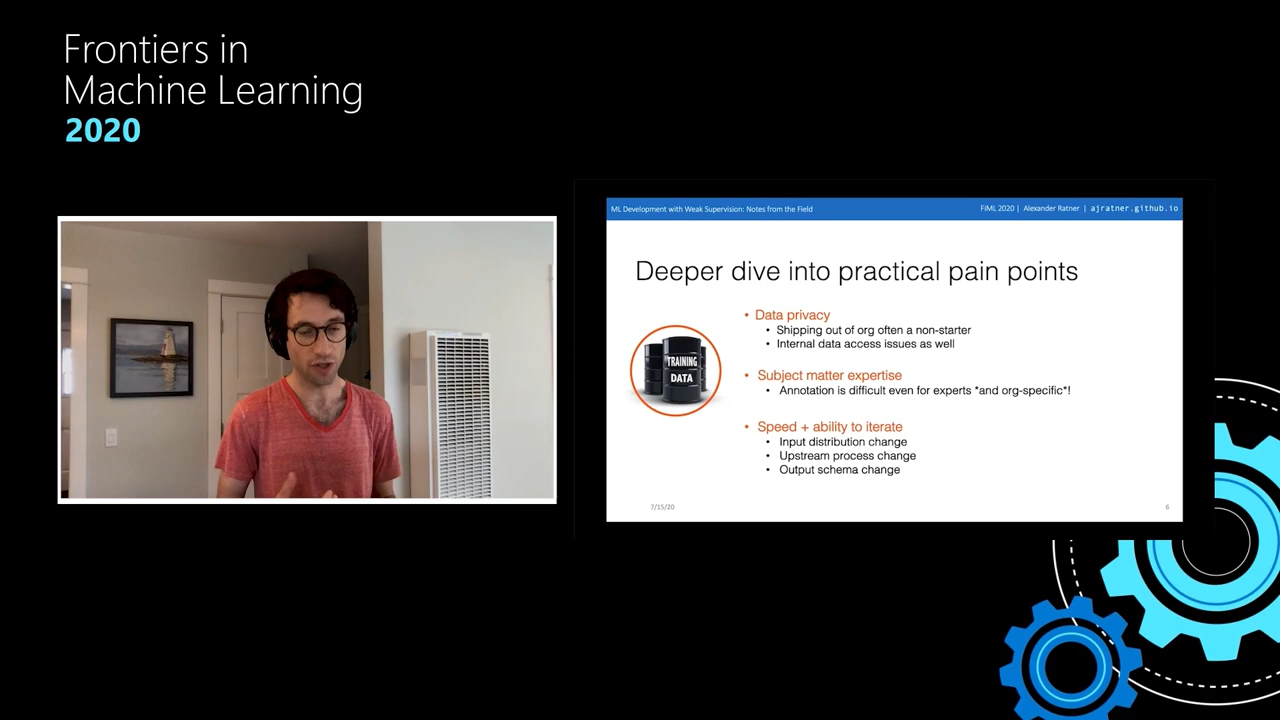 Frontiers in
Machine Learning
2020
ML Development with Weak Supervision: Notes from the Field
FiML 2020 | Alexander Ratner | ajratner.github.io
Deeper dive into practical pain points
• Data privacy
• Shipping out of org often a non-starter
• Internal data access issues as well
TRAINING
DATA
• Subject matter expertise
• Annotation is difficult even for experts *and org-specific*!
• Speed + ability to iterate
• Input distribution change
• Upstream process change
• Output schema change
7/15/20
6